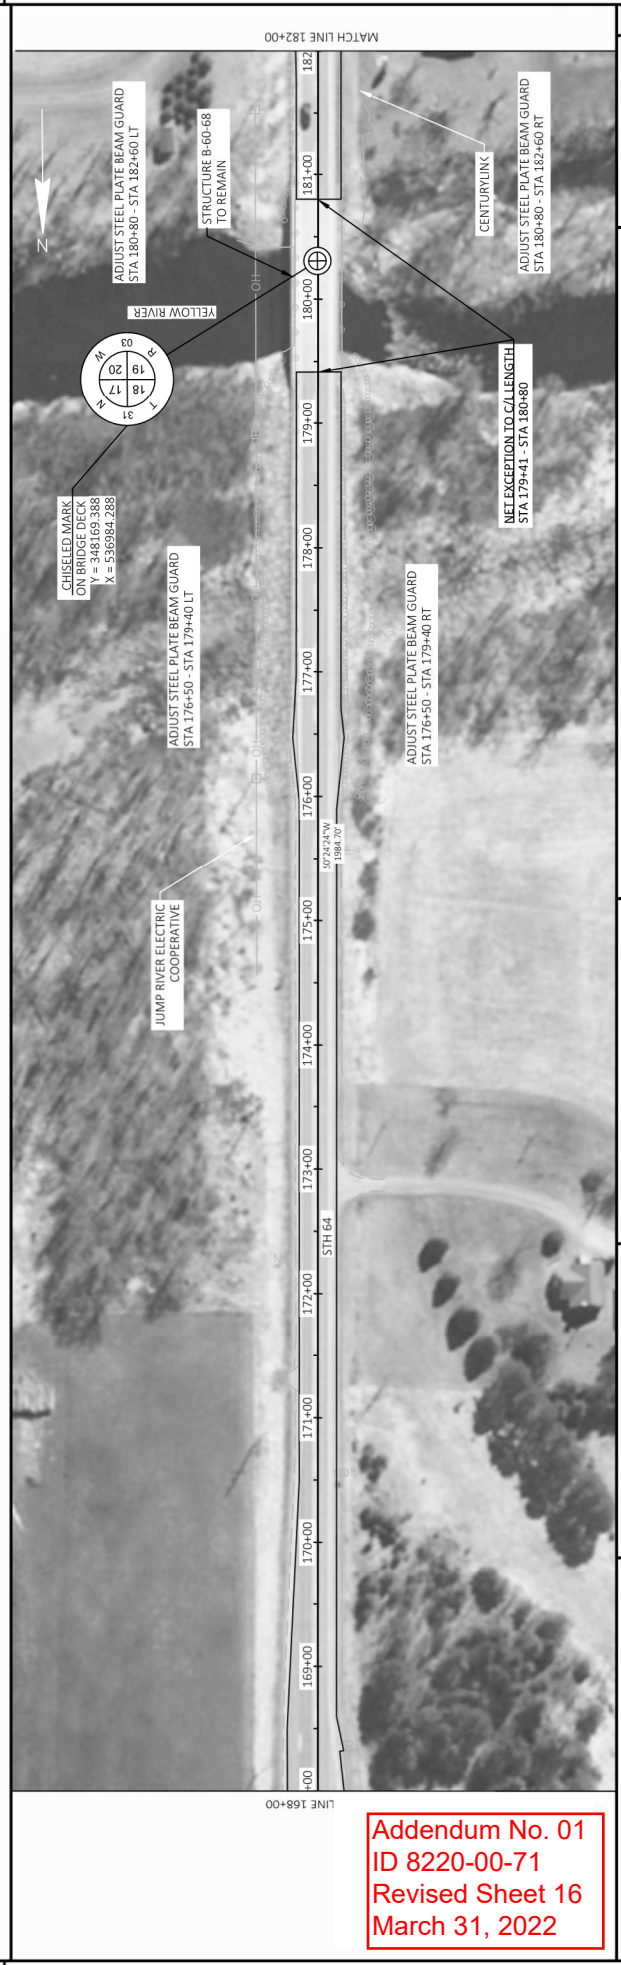 MATCH LINE 182+00
N
ADJUST STEEL PLATE BEAM GUARD
STA 180+80 - STA 182+60 LT
STRUCTURE B-60-68
TO REMAIN
CENTURYLINK
ADJUST STEEL PLATE BEAM GUARD
STA 180+80 - STA 182+60 RT
YELLOW RIVER
T 31 N
R 03 W
18 17
19 20
CHISELED MARK
ON BRIDGE DECK
Y = 348169.388
X = 536984.288
NET EXCEPTION TO C/L LENGTH
STA 179+41 - STA 180+80
ADJUST STEEL PLATE BEAM GUARD
STA 176+50 - STA 179+40 LT
ADJUST STEEL PLATE BEAM GUARD
STA 176+50 - STA 179+40 RT
JUMP RIVER ELECTRIC
COOPERATIVE
OH
OH
OH
1984.70'
STH 64
182
181+00
180+00
179+00
178+00
177+00
176+00
175+00
174+00
173+00
172+00
171+00
170+00
169+00
+00
LINE 168+00
Addendum No. 01
ID 8220-00-71
Revised Sheet 16
March 31, 2022